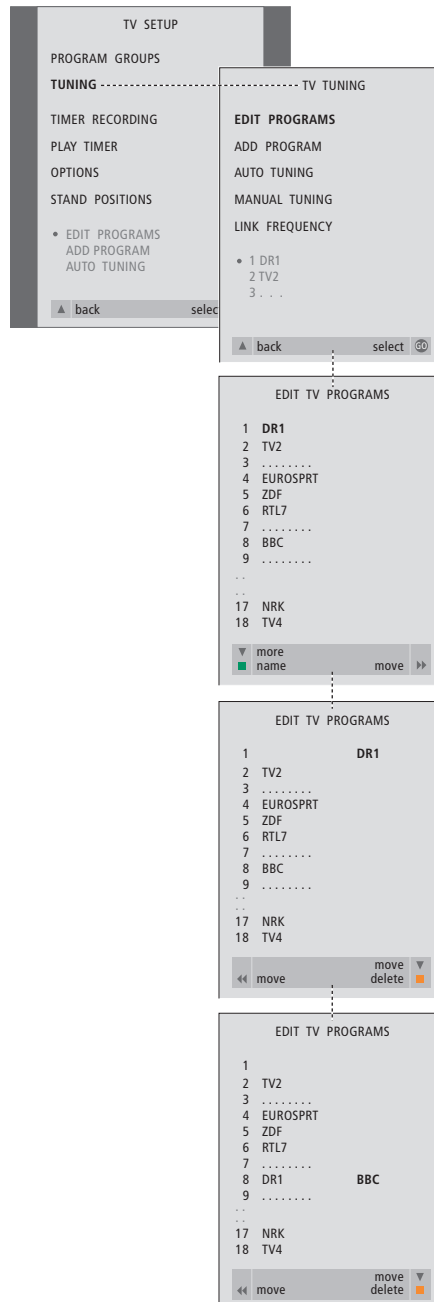 TV SETUP
PROGRAM GROUPS
TUNING
TIMER RECORDING
PLAY TIMER
OPTIONS
STAND POSITIONS
• EDIT PROGRAMS
ADD PROGRAM
AUTO TUNING
▲ back selec
TV TUNING
EDIT PROGRAMS
ADD PROGRAM
AUTO TUNING
MANUAL TUNING
LINK FREQUENCY
• 1 DR1
2 TV2
3 . . .
▲ back select GO
EDIT TV PROGRAMS
1 DR1
2 TV2
3 ........
4 EUROSPRT
5 ZDF
6 RTL7
7 ........
8 BBC
9 ........
. .
. .
17 NRK
18 TV4
▼ more
name move
EDIT TV PROGRAMS
1 DR1
2 TV2
3 ........
4 EUROSPRT
5 ZDF
6 RTL7
7 ........
8 BBC
9 ........
. .
. .
17 NRK
18 TV4
move ▼
move delete
EDIT TV PROGRAMS
1
2 TV2
3 ........
4 EUROSPRT
5 ZDF
6 RTL7
7 ........
8 DR1 BBC
9 ........
. .
. .
17 NRK
18 TV4
move ▼
move delete